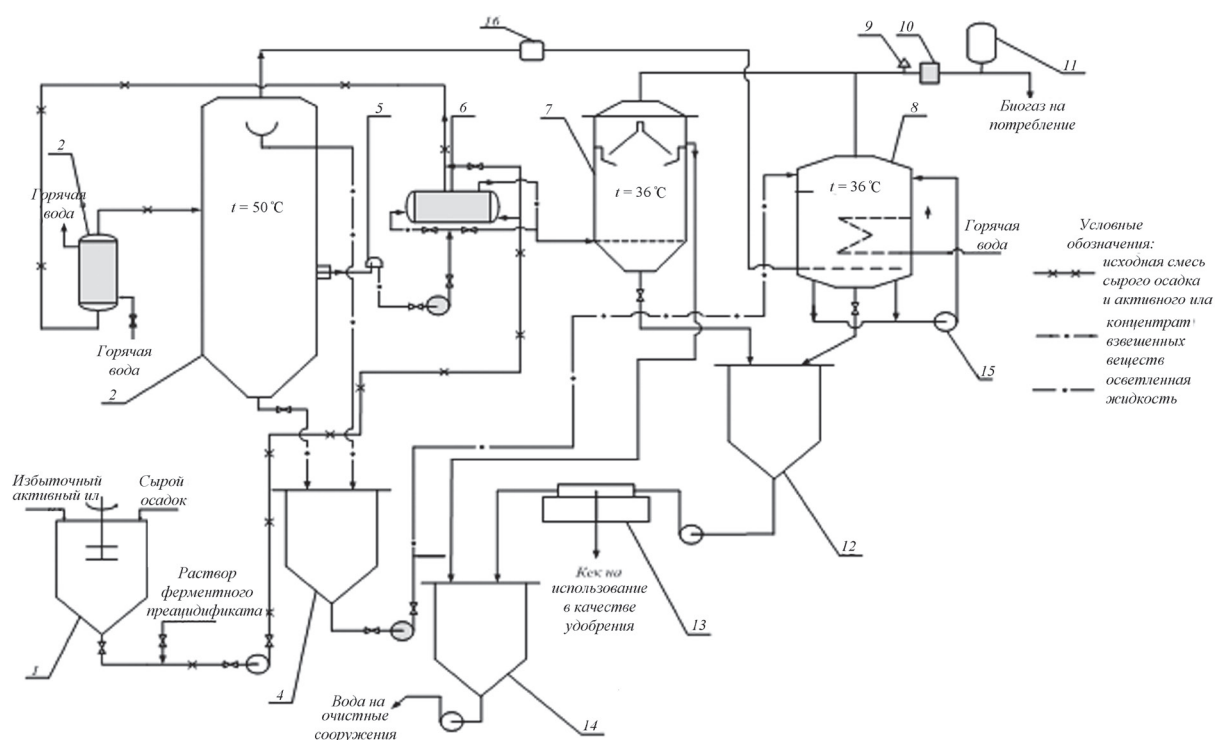 16
9
10
11
Биогаз на
потребление
5
6
7
8
2
Горячая
вода
t = 50 °C
t = 36 °C
t = 36 °C
Горячая
вода
Условные
обозначения:
исходная смесь
сырого осадка
и активного ила
концентрат
взвешенных
веществ
осветленная
жидкость
Горячая
вода
2
15
Избыточный
активный ил
Сырой
осадок
12
Раствор
ферментного
преацидификата
Кек на
использование
в качестве
удобрения
13
1
4
Вода на
очистные
сооружения
14